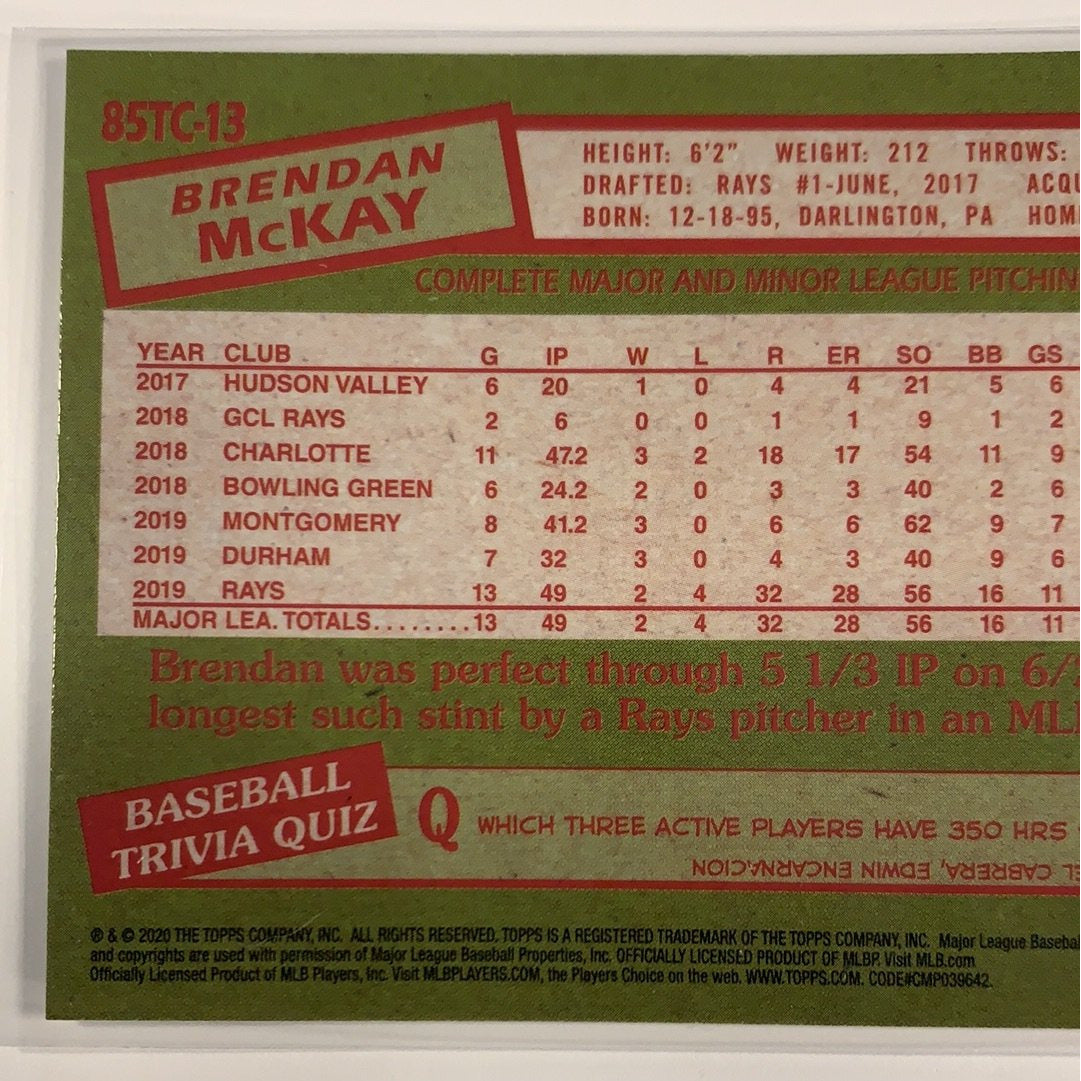 85TC-13
BRENDAN
McKAY
HEIGHT: 6'2" WEIGHT: 212 THROWS:
DRAFTED: RAYS #1-JUNE, 2017 ACQU
BORN: 12-18-95, DARLINGTON, PA HOM
COMPLETE MAJOR AND MINOR LEAGUE PITCHIN
YEAR CLUB G IP W L R ER SO BB GS
2017 HUDSON VALLEY 6 20 1 0 4 4 21 5 6
2018 GCL RAYS 2 6 0 0 1 1 9 1 2
2018 CHARLOTTE 11 47.2 3 2 18 17 54 11 9
2018 BOWLING GREEN 6 24.2 2 0 3 3 40 2 6
2019 MONTGOMERY 8 41.2 3 0 6 6 62 9 7
2019 DURHAM 7 32 3 0 4 3 40 9 6
2019 RAYS 13 49 2 4 32 28 56 16 11
MAJOR LEA. TOTALS........13 49 2 4 32 28 56 16 11
Brendan was perfect through 5 1/3 IP on 6/
longest such stint by a Rays pitcher in an ML
BASEBALL
TRIVIA QUIZ
Q WHICH THREE ACTIVE PLAYERS HAVE 350 HRS
EL CABRERA, EDWIN ENCARNACION
® & © 2020 THE TOPPS COMPANY, INC. ALL RIGHTS RESERVED. TOPPS IS A REGISTERED TRADEMARK OF THE TOPPS COMPANY, INC. Major League Basebal
and copyrights are used with permission of Major League Baseball Properties, Inc. OFFICIALLY LICENSED PRODUCT OF MLBP. Visit MLB.com
Officially Licensed Product of MLB Players, Inc. Visit MLBPLAYERS.COM, the Players Choice on the web. WWW.TOPPS.COM. CODE#CMP039642.